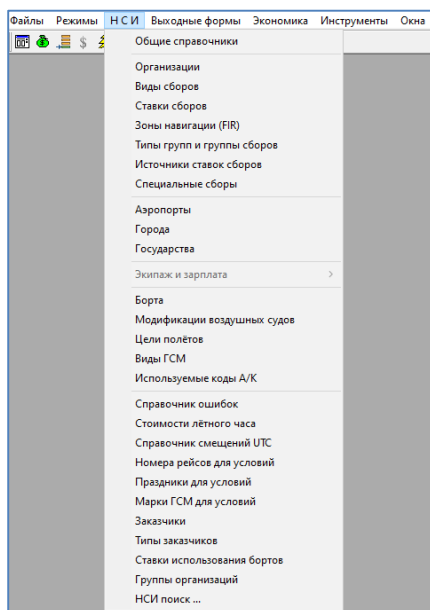 Файлы Режимы Н С И Выходные формы Экономика Инструменты Окна
Общие справочники
Организации
Виды сборов
Ставки сборов
Зоны навигации (FIR)
Типы групп и группы сборов
Источники ставок сборов
Специальные сборы
Аэропорты
Города
Государства
Экипаж и зарплата
Борта
Модификации воздушных судов
Цели полётов
Виды ГСМ
Используемые коды А/К
Справочник ошибок
Стоимости лётного часа
Справочник смещений UTC
Номера рейсов для условий
Праздники для условий
Марки ГСМ для условий
Заказчики
Типы заказчиков
Ставки использования бортов
Группы организаций
НСИ поиск ...